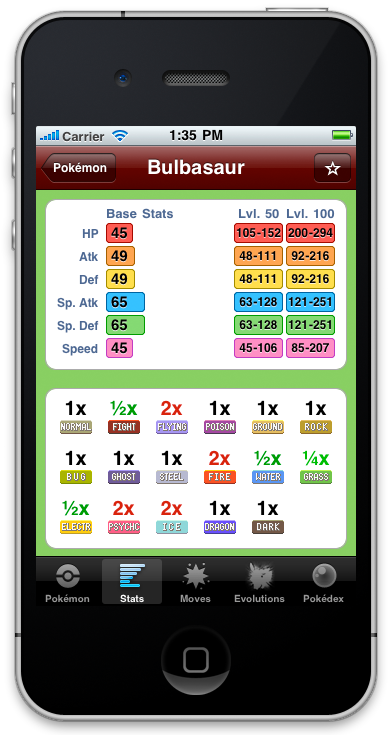 Carrier 1:35 PM
Pokémon Bulbasaur
Base Stats Lvl. 50 Lvl. 100
HP 45 105-152 200-294
Atk 49 48-111 92-216
Def 49 48-111 92-216
Sp. Atk 65 63-128 121-251
Sp. Def 65 63-128 121-251
Speed 45 45-106 85-207
1x ½x 2x 1x 1x 1x
NORMAL FIGHT FLYING POISON GROUND ROCK
1x 1x 1x 2x ½x ¼x
BUG GHOST STEEL FIRE WATER GRASS
½x 2x 2x 1x 1x
ELECTR PSYCHC ICE DRAGON DARK
Pokémon Stats Moves Evolutions Pokédex